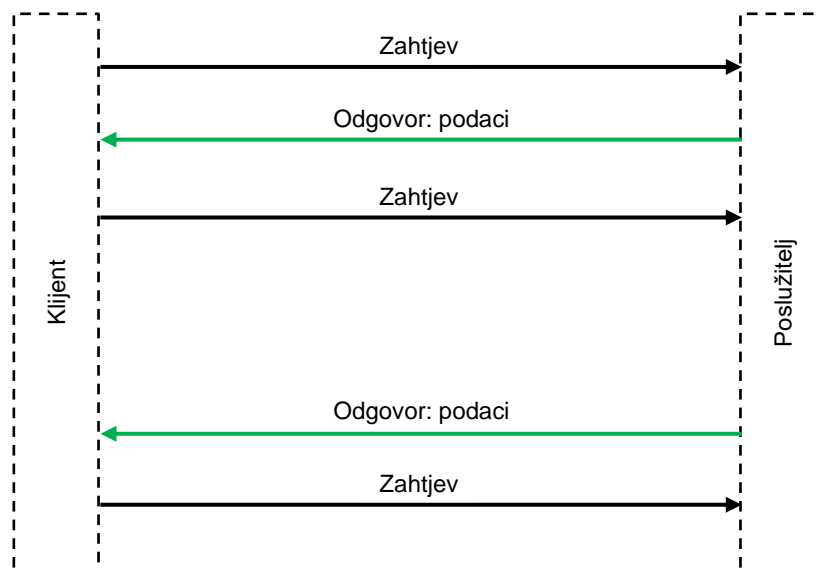 Zahtjev
Odgovor: podaci
Zahtjev
Klijent
Poslužitelj
Odgovor: podaci
Zahtjev